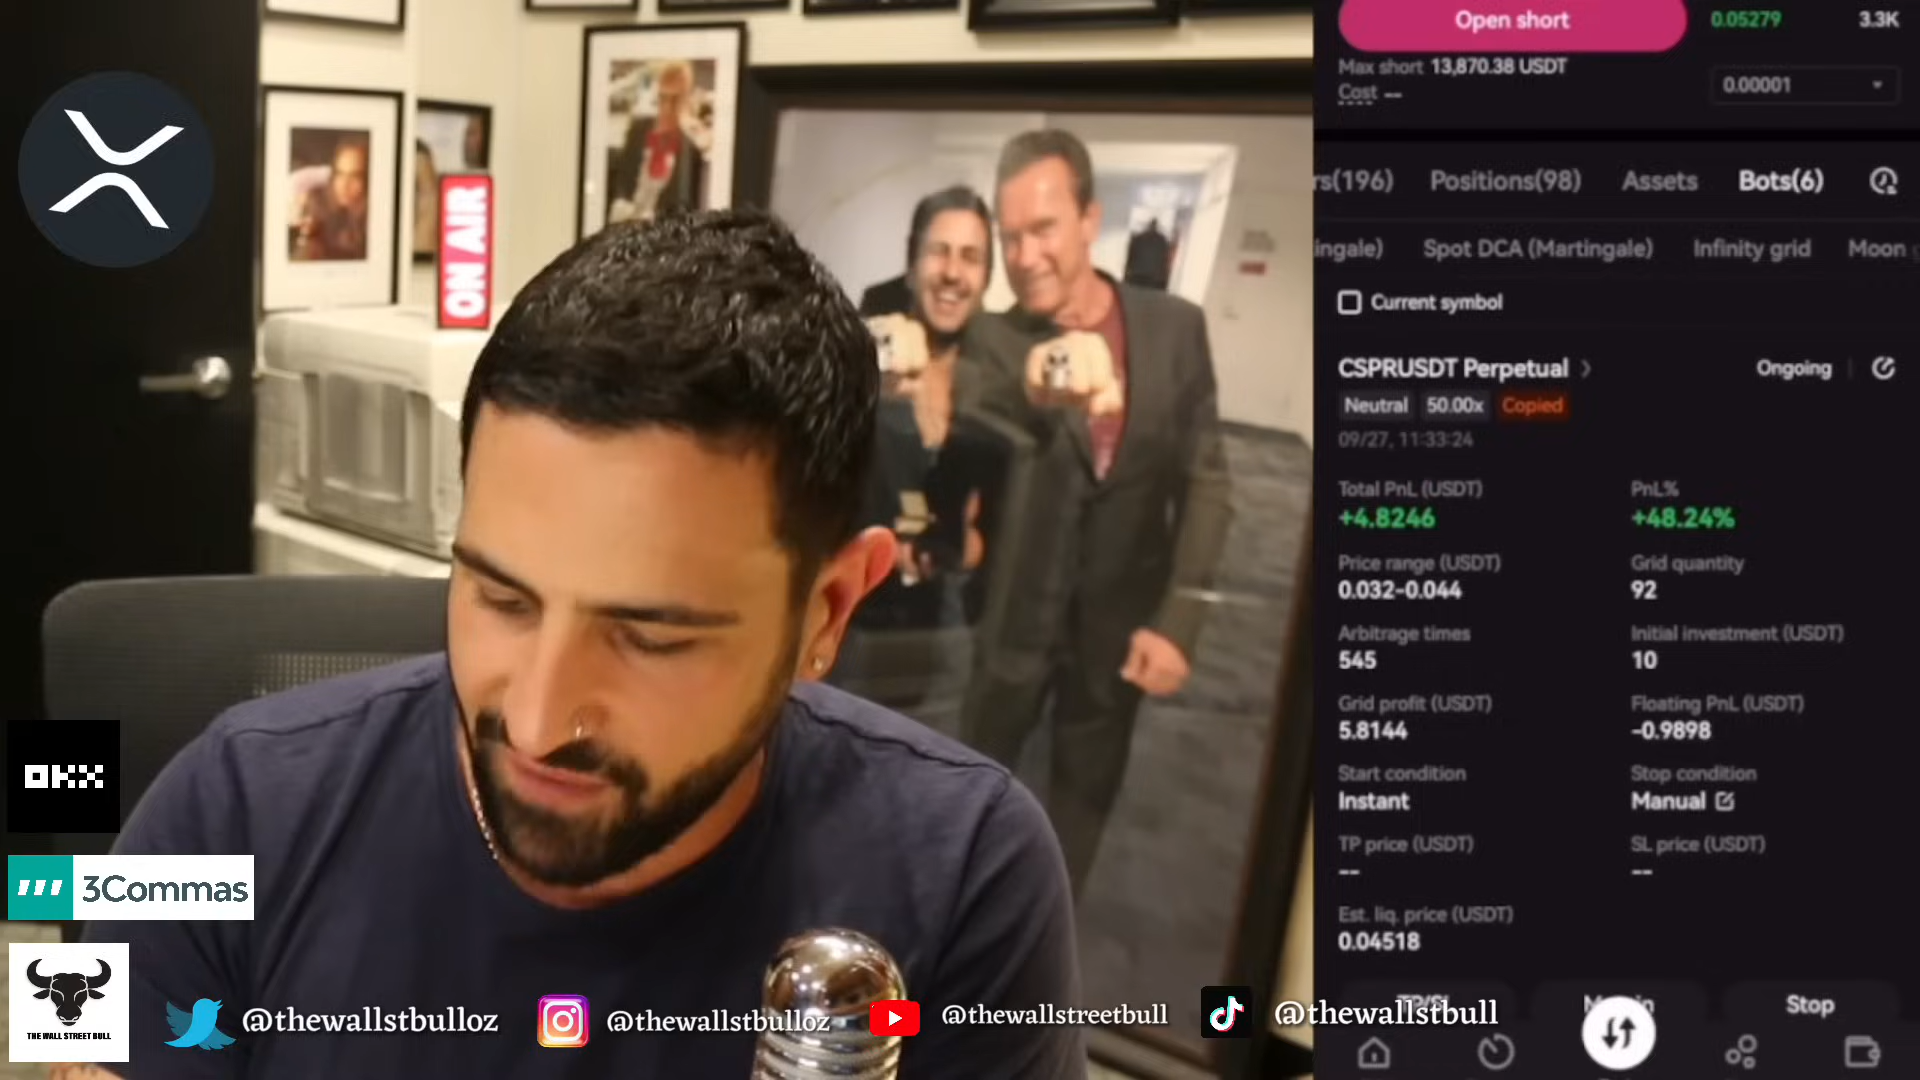 Open short
0.05279
3.3K
Max short 13,870.38 USDT
Cost --
0.00001
rs(196)
Positions(98)
Assets
Bots(6)
ingale)
Spot DCA (Martingale)
Infinity grid
Moon
Current symbol
CSPRUSDT Perpetual
Ongoing
Neutral
50.00x
Copied
09/27, 11:33:24
Total PnL (USDT)
PnL%
+4.8246
+48.24%
Price range (USDT)
Grid quantity
0.032-0.044
92
Arbitrage times
Initial investment (USDT)
545
10
Grid profit (USDT)
Floating PnL (USDT)
5.8144
-0.9898
Start condition
Stop condition
Instant
Manual
TP price (USDT)
SL price (USDT)
--
--
Est. liq. price (USDT)
0.04518
Stop
ON AIR
OKX
3Commas
THE WALL STREET BULL
@thewallstbulloz
@thewallstbulloz
@thewallstreetbull
@thewallstbull